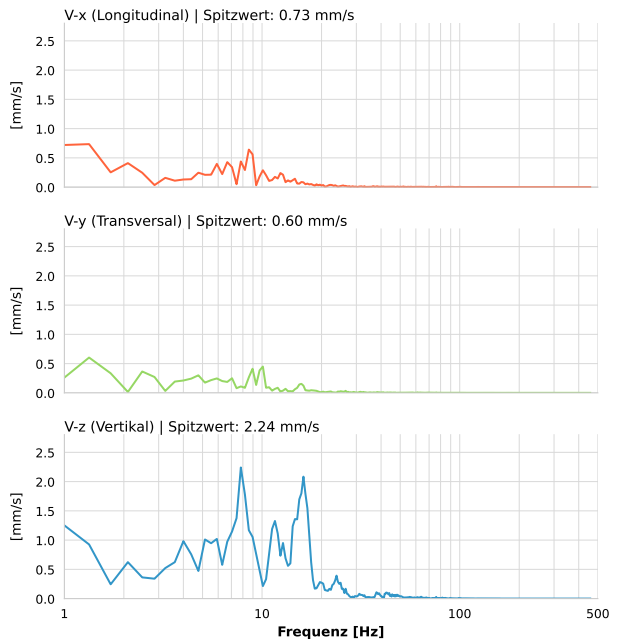 V-x (Longitudinal) | Spitzwert: 0.73 mm/s
2.5
2.0
1.5
1.0
0.5
0.0
[mm/s]
V-y (Transversal) | Spitzwert: 0.60 mm/s
2.5
2.0
1.5
1.0
0.5
0.0
[mm/s]
V-z (Vertikal) | Spitzwert: 2.24 mm/s
2.5
2.0
1.5
1.0
0.5
0.0
[mm/s]
1 10 100 500
Frequenz [Hz]